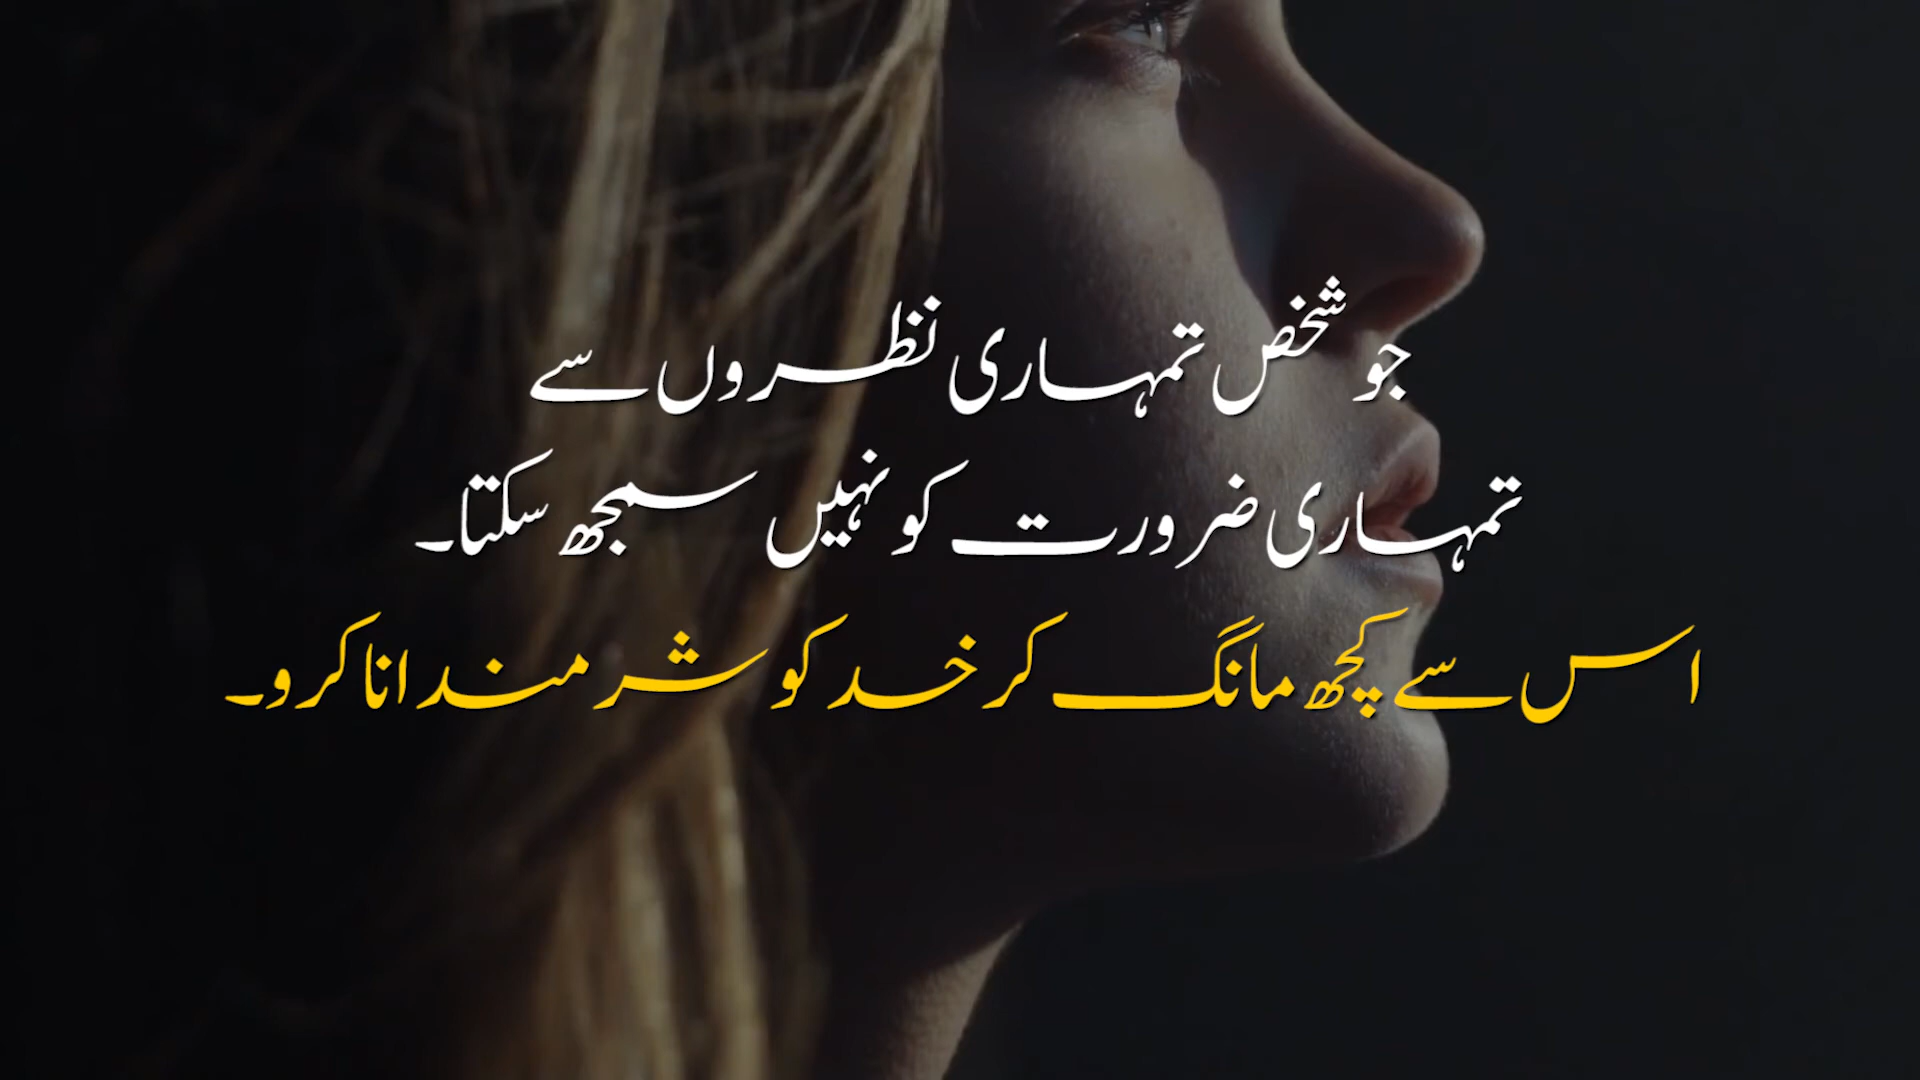 جو شخص تمہاری نظروں سے
تمہاری ضرورت کو نہیں سمجھ سکتا۔
اس سے کچھ مانگ کر خد کو شرمندا نا کرو۔